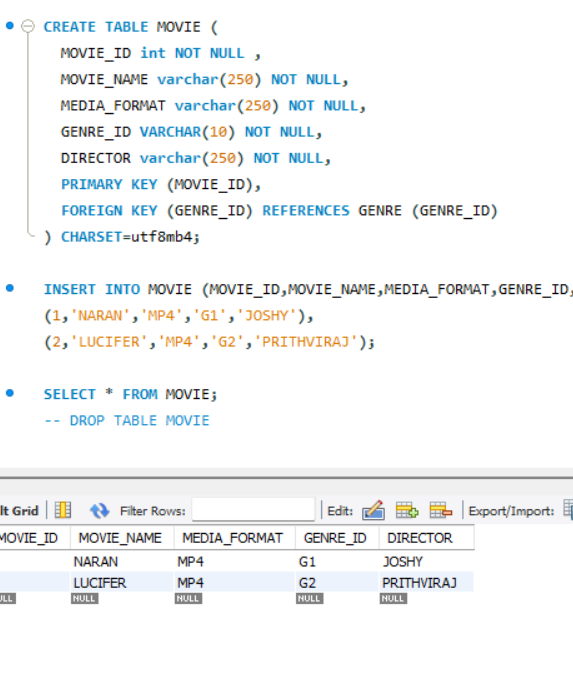 CREATE TABLE MOVIE (
MOVIE_ID int NOT NULL ,
MOVIE_NAME varchar(250) NOT NULL,
MEDIA_FORMAT varchar(250) NOT NULL,
GENRE_ID VARCHAR(10) NOT NULL,
DIRECTOR varchar(250) NOT NULL,
PRIMARY KEY (MOVIE_ID),
FOREIGN KEY (GENRE_ID) REFERENCES GENRE (GENRE_ID)
) CHARSET=utf8mb4;
INSERT INTO MOVIE (MOVIE_ID,MOVIE_NAME,MEDIA_FORMAT,GENRE_ID,
(1,'NARAN','MP4','G1','JOSHY'),
(2,'LUCIFER','MP4','G2','PRITHVIRAJ');
SELECT * FROM MOVIE;
-- DROP TABLE MOVIE
lt Grid Filter Rows: Edit: Export/Import:
MOVIE_ID MOVIE_NAME MEDIA_FORMAT GENRE_ID DIRECTOR
NARAN MP4 G1 JOSHY
LUCIFER MP4 G2 PRITHVIRAJ
NULL NULL NULL NULL